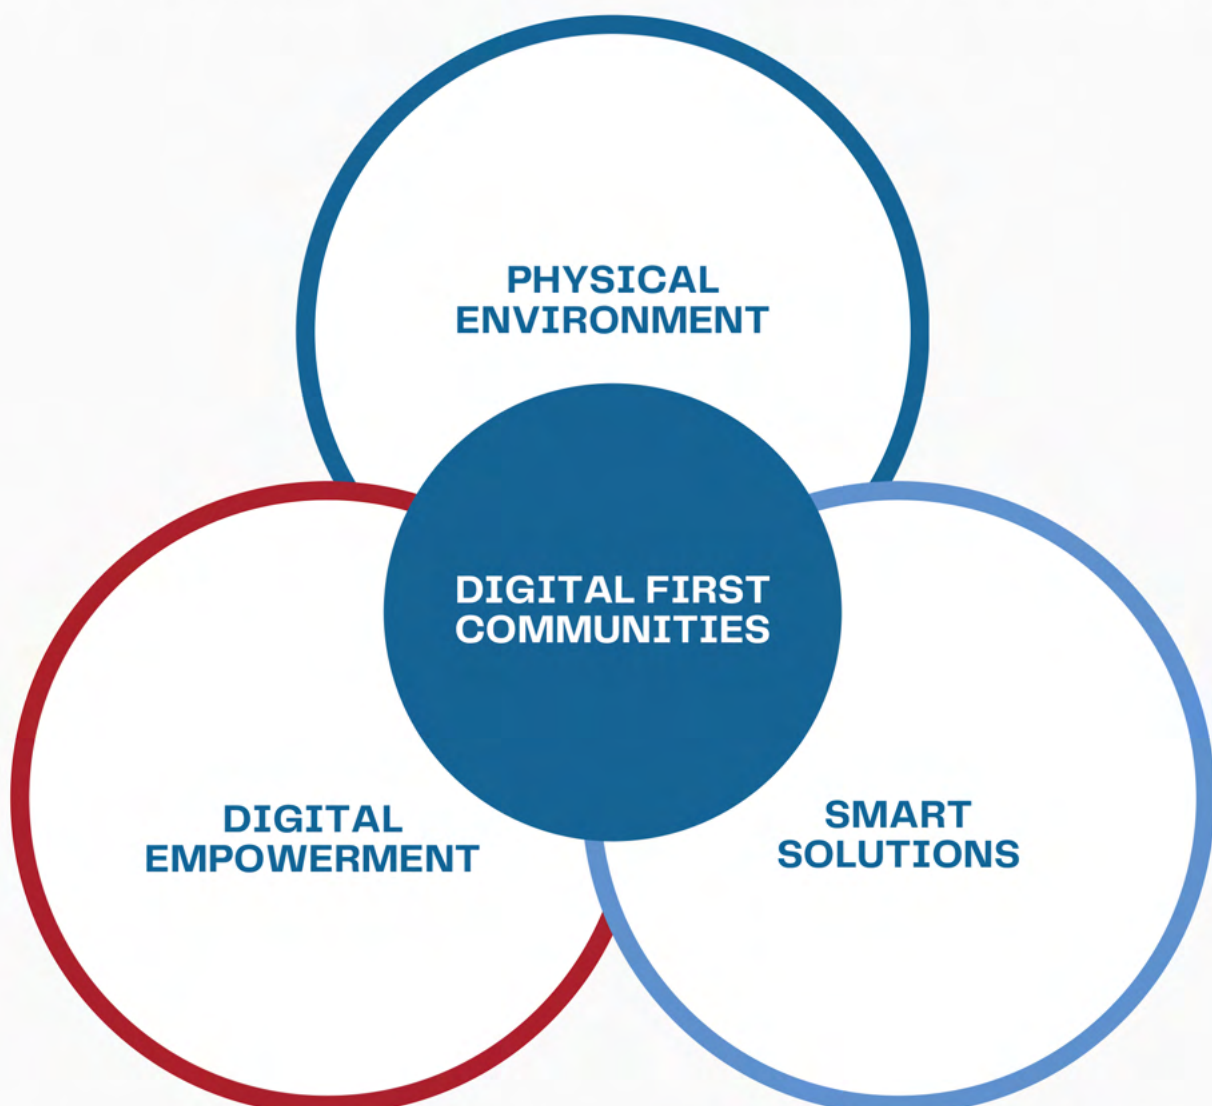 PHYSICAL
ENVIRONMENT
DIGITAL FIRST
COMMUNITIES
DIGITAL
EMPOWERMENT
SMART
SOLUTIONS